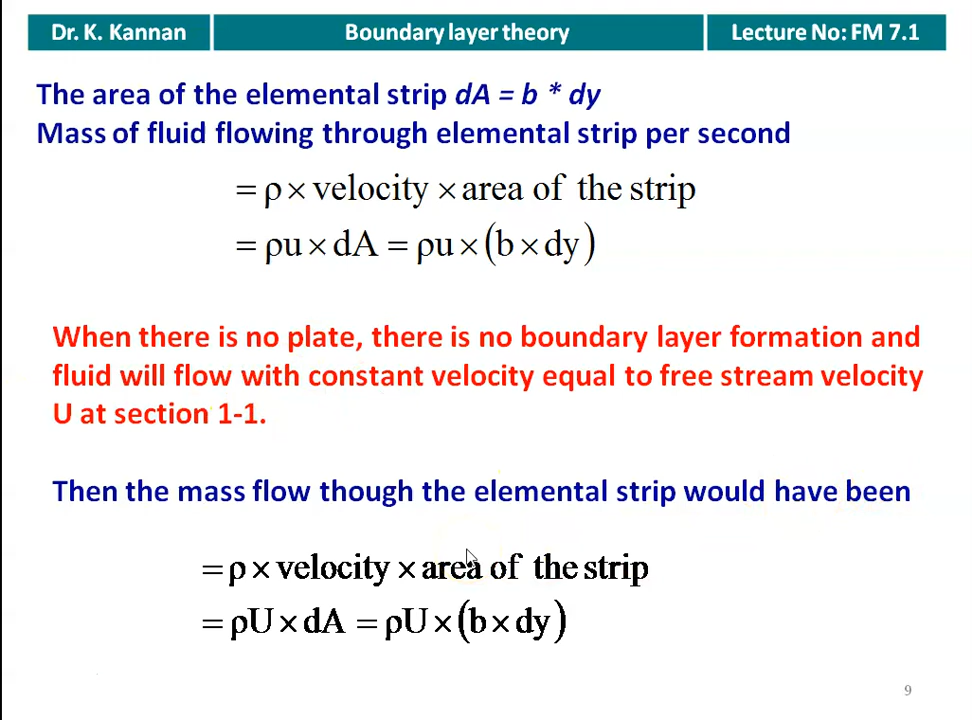 Dr. K. Kannan
Boundary layer theory
Lecture No: FM 7.1
The area of the elemental strip dA = b * dy
Mass of fluid flowing through elemental strip per second
= ρ × velocity × area of the strip
= ρu × dA = ρu × (b × dy)
When there is no plate, there is no boundary layer formation and
fluid will flow with constant velocity equal to free stream velocity
U at section 1-1.
Then the mass flow though the elemental strip would have been
= ρ × velocity × area of the strip
= ρU × dA = ρU × (b × dy)
9